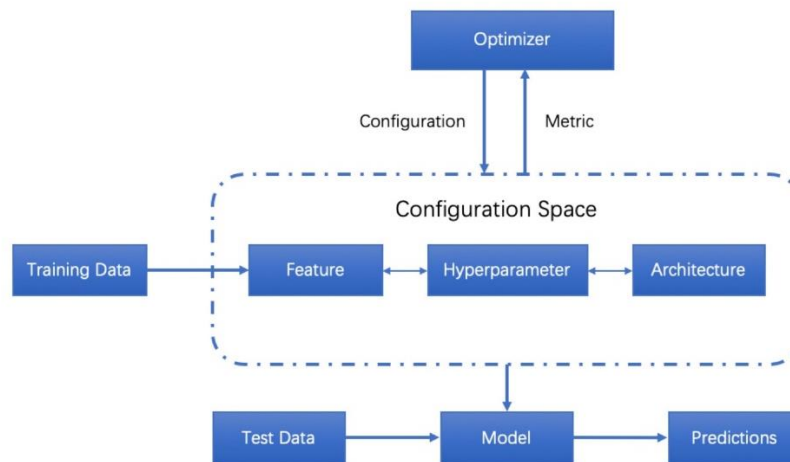 Optimizer
Configuration
Metric
Configuration Space
Training Data
Feature
Hyperparameter
Architecture
Test Data
Model
Predictions